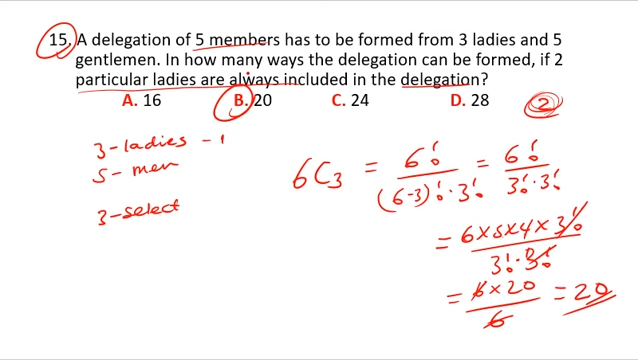 15. A delegation of 5 members has to be formed from 3 ladies and 5
gentlemen. In how many ways the delegation can be formed, if 2
particular ladies are always included in the delegation?
A. 16 B. 20 C. 24 D. 28 2
3-ladies - 1
5- men
3-select
6C3 = 6! / (6-3)! · 3! = 6! / 3! · 3!
= 6×5×4×3! / 3! · 3!
= 6×20 / 6 = 20